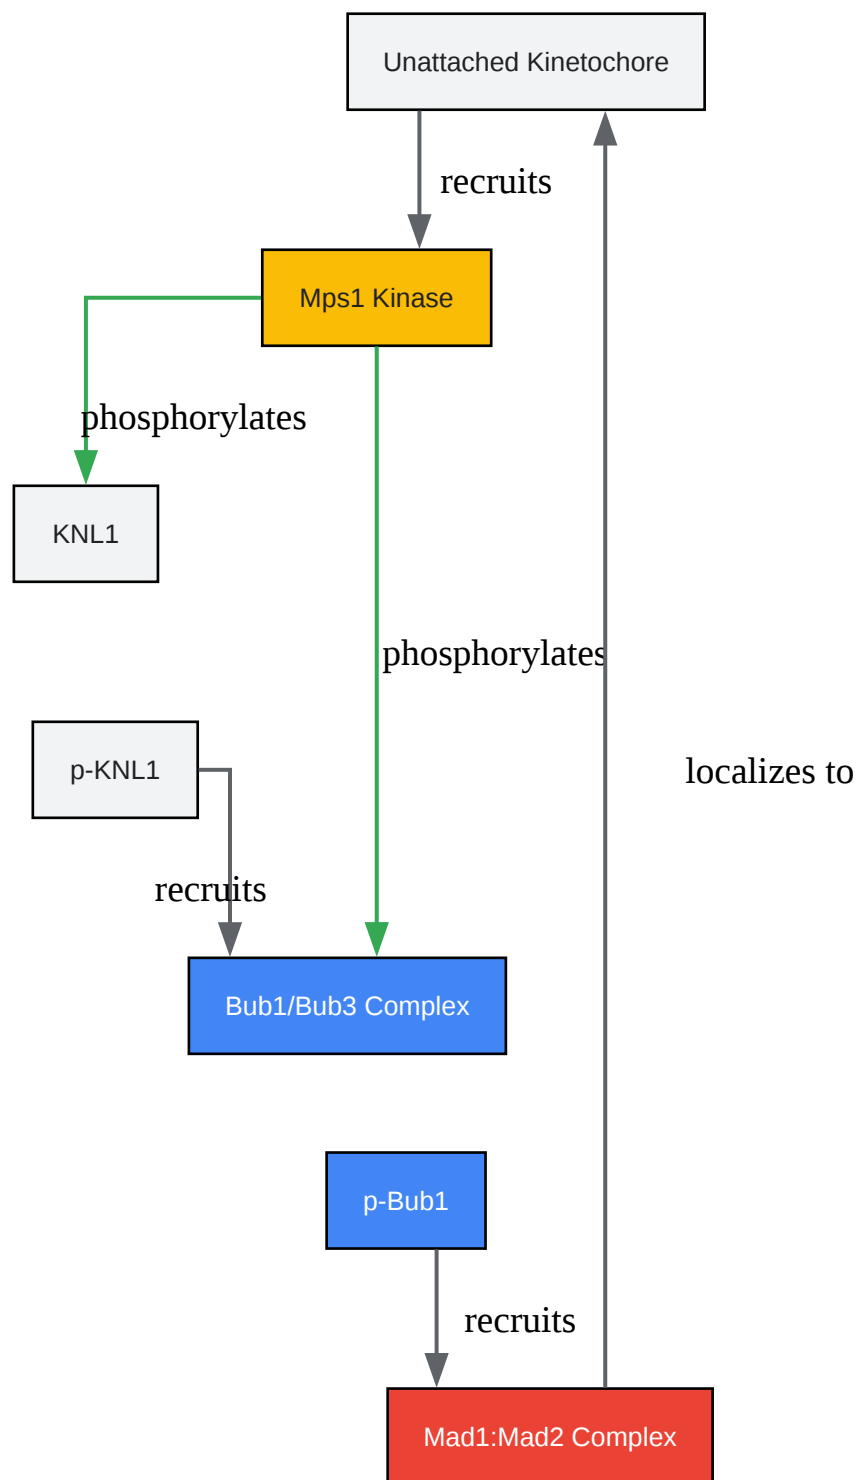 Unattached Kinetochore
recruits
Mps1 Kinase
phosphorylates
KNL1
phosphorylates
p-KNL1
localizes to
recruits
Bub1/Bub3 Complex
p-Bub1
recruits
Mad1:Mad2 Complex